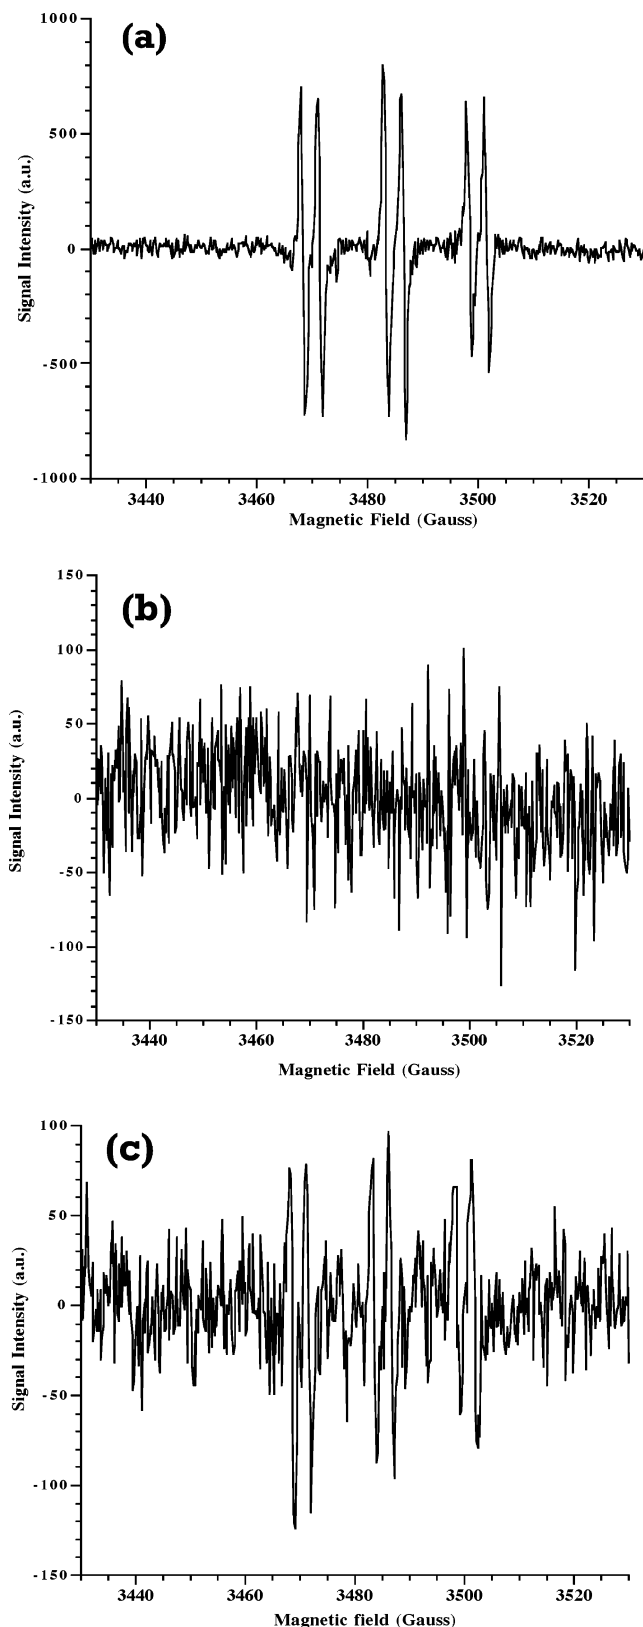 (a)
1000
500
0
-500
-1000
Signal Intensity (a.u.)
3440 3460 3480 3500 3520
Magnetic Field (Gauss)
(b)
150
100
50
0
-50
-100
-150
Signal Intensity (a.u.)
3440 3460 3480 3500 3520
Magnetic Field (Gauss)
(c)
100
50
0
-50
-100
-150
Signal Intensity (a.u.)
3440 3460 3480 3500 3520
Magnetic field (Gauss)